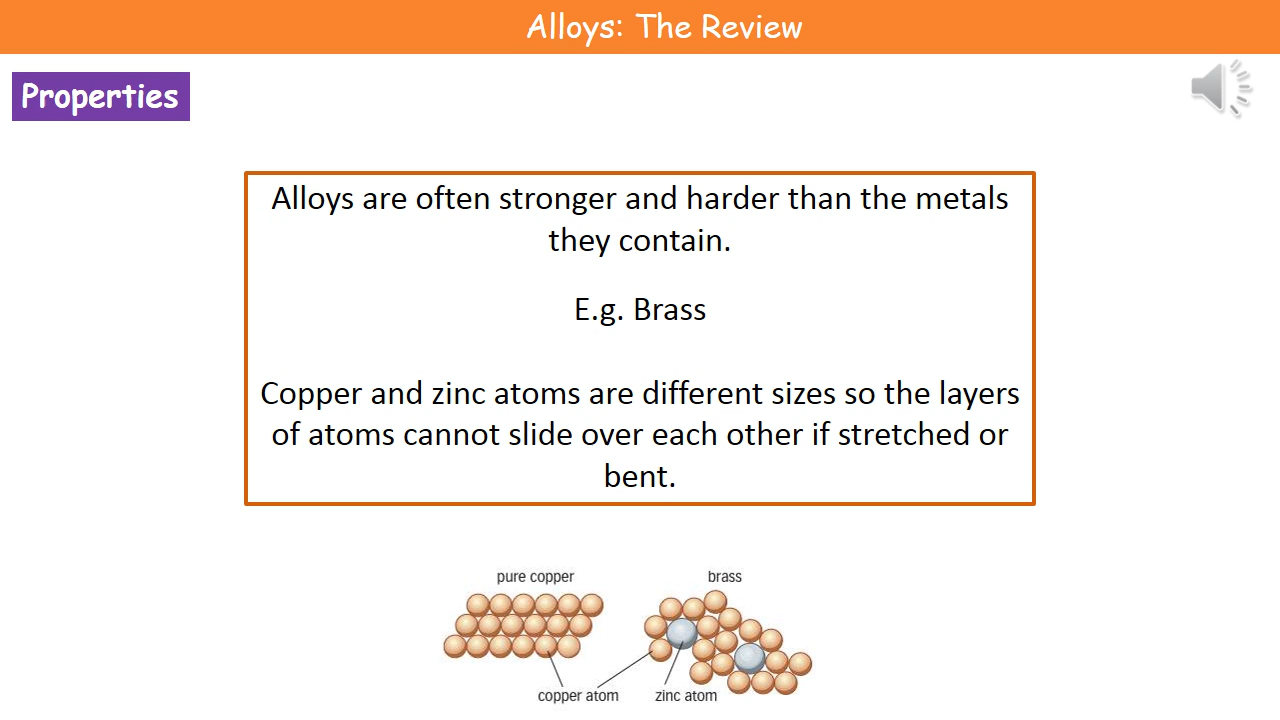 Alloys: The Review
Properties
Alloys are often stronger and harder than the metals
they contain.
E.g. Brass
Copper and zinc atoms are different sizes so the layers
of atoms cannot slide over each other if stretched or
bent.
pure copper
brass
copper atom
zinc atom